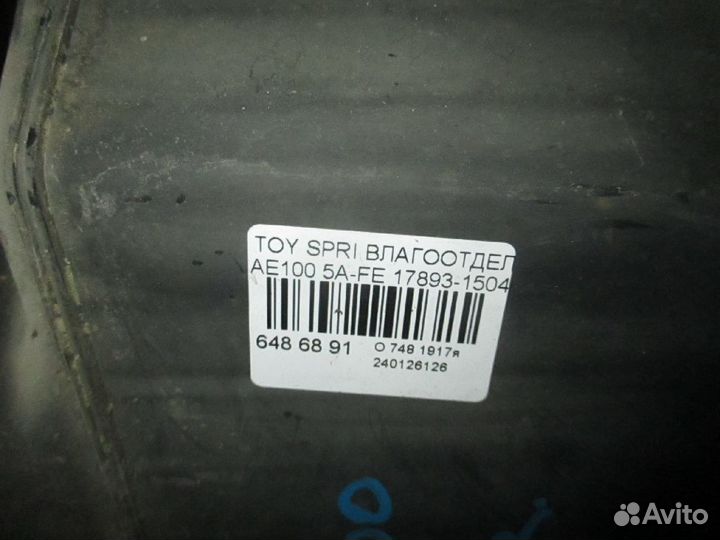 TOY SPRI ВЛАГООТДЕЛ
AE100 5A-FE 17893-1504
648 68 91
О 748 1917я
240126126
Avito